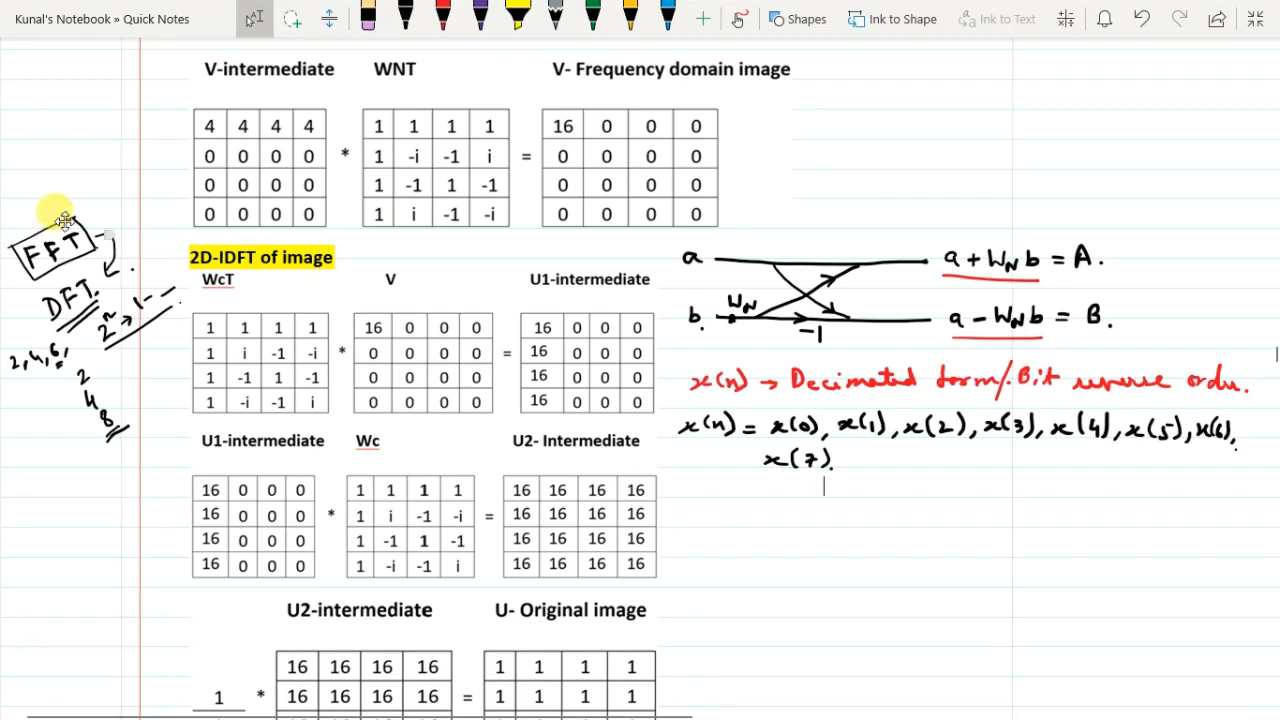 Kunal's Notebook » Quick Notes
Shapes Ink to Shape Ink to Text
V-intermediate WNT V- Frequency domain image
4 4 4 4 1 1 1 1 16 0 0 0
0 0 0 0 * 1 -i -1 i = 0 0 0 0
0 0 0 0 1 -1 1 -1 0 0 0 0
0 0 0 0 1 i -1 -i 0 0 0 0
FFT
DFT.
2ⁿ → 1 - -
2, 4, 6,
2
4
8
2D-IDFT of image
WcT V U1-intermediate
1 1 1 1 16 0 0 0 16 0 0 0
1 i -1 -i * 0 0 0 0 = 16 0 0 0
1 -1 1 -1 0 0 0 0 16 0 0 0
1 -i -1 i 0 0 0 0 16 0 0 0
U1-intermediate Wc U2- Intermediate
16 0 0 0 1 1 1 1 16 16 16 16
16 0 0 0 * 1 i -1 -i = 16 16 16 16
16 0 0 0 1 -1 1 -1 16 16 16 16
16 0 0 0 1 -i -1 i 16 16 16 16
U2-intermediate U- Original image
16 16 16 16 1 1 1 1
1 * 16 16 16 16 = 1 1 1 1
a a + W_N b = A.
b. W_N -1 a - W_N b = B.
x(n) → Decimated form/Bit reverse order.
x(n) = x(0), x(1), x(2), x(3), x(4), x(5), x(6),
x(7).